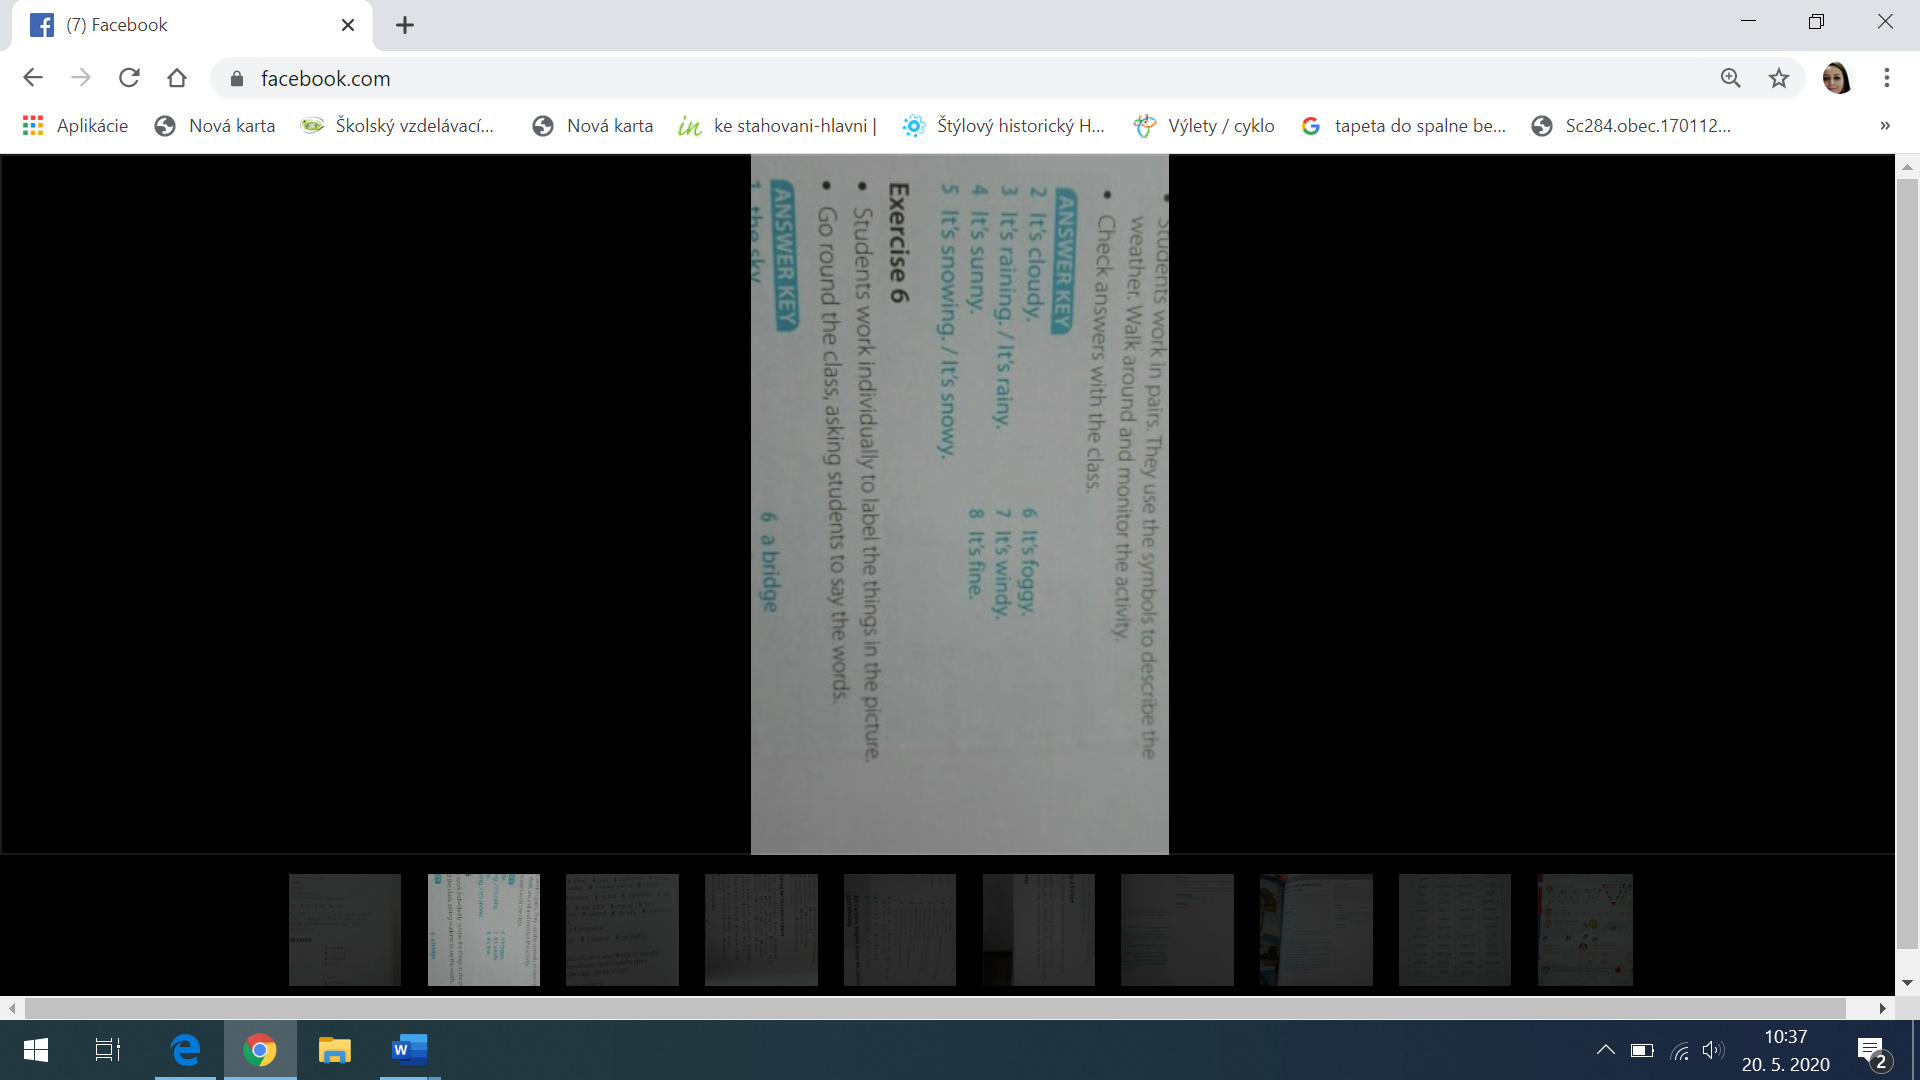 (7) Facebook
facebook.com
Aplikácie
Nová karta
Školský vzdelávací...
Nová karta
ke stahovani-hlavni |
Štýlový historický H...
Výlety / cyklo
tapeta do spalne be...
Sc284.obec.170112...
»
• Students work in pairs. They use the symbols to describe the
weather. Walk around and monitor the activity.
• Check answers with the class.
ANSWER KEY
2 It's cloudy.
3 It's raining. / It's rainy.
4 It's sunny.
5 It's snowing. / It's snowy.
6 It's foggy.
7 It's windy.
8 It's fine.
Exercise 6
• Students work individually to label the things in the picture.
• Go round the class, asking students to say the words.
ANSWER KEY
1 the sky
6 a bridge
10:37
20. 5. 2020
2